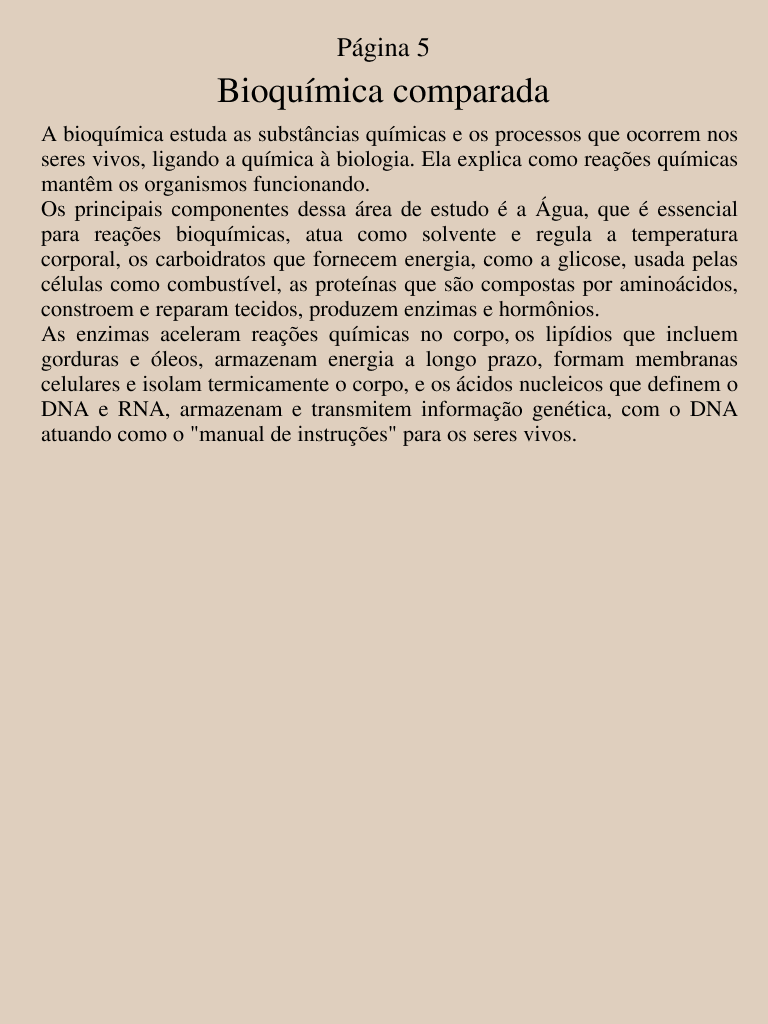 Página 5
Bioquímica comparada
A bioquímica estuda as substâncias químicas e os processos que ocorrem nos
seres vivos, ligando a química à biologia. Ela explica como reações químicas
mantêm os organismos funcionando.
Os principais componentes dessa área de estudo é a Água, que é essencial
para reações bioquímicas, atua como solvente e regula a temperatura
corporal, os carboidratos que fornecem energia, como a glicose, usada pelas
células como combustível, as proteínas que são compostas por aminoácidos,
constroem e reparam tecidos, produzem enzimas e hormônios.
As enzimas aceleram reações químicas no corpo, os lipídios que incluem
gorduras e óleos, armazenam energia a longo prazo, formam membranas
celulares e isolam termicamente o corpo, e os ácidos nucleicos que definem o
DNA e RNA, armazenam e transmitem informação genética, com o DNA
atuando como o "manual de instruções" para os seres vivos.